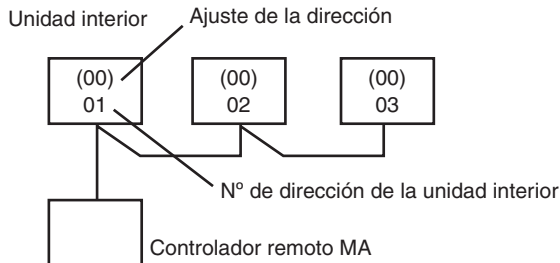 Unidad interior
Ajuste de la dirección
(00)
01
(00)
02
(00)
03
Nº de dirección de la unidad interior
Controlador remoto MA